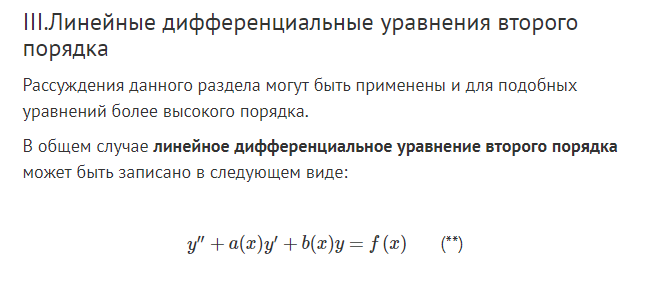 III.Линейные дифференциальные уравнения второго
порядка
Рассуждения данного раздела могут быть применены и для подобных
уравнений более высокого порядка.
В общем случае линейное дифференциальное уравнение второго порядка
может быть записано в следующем виде:
y″ + a(x)y′ + b(x)y = f(x) (**)